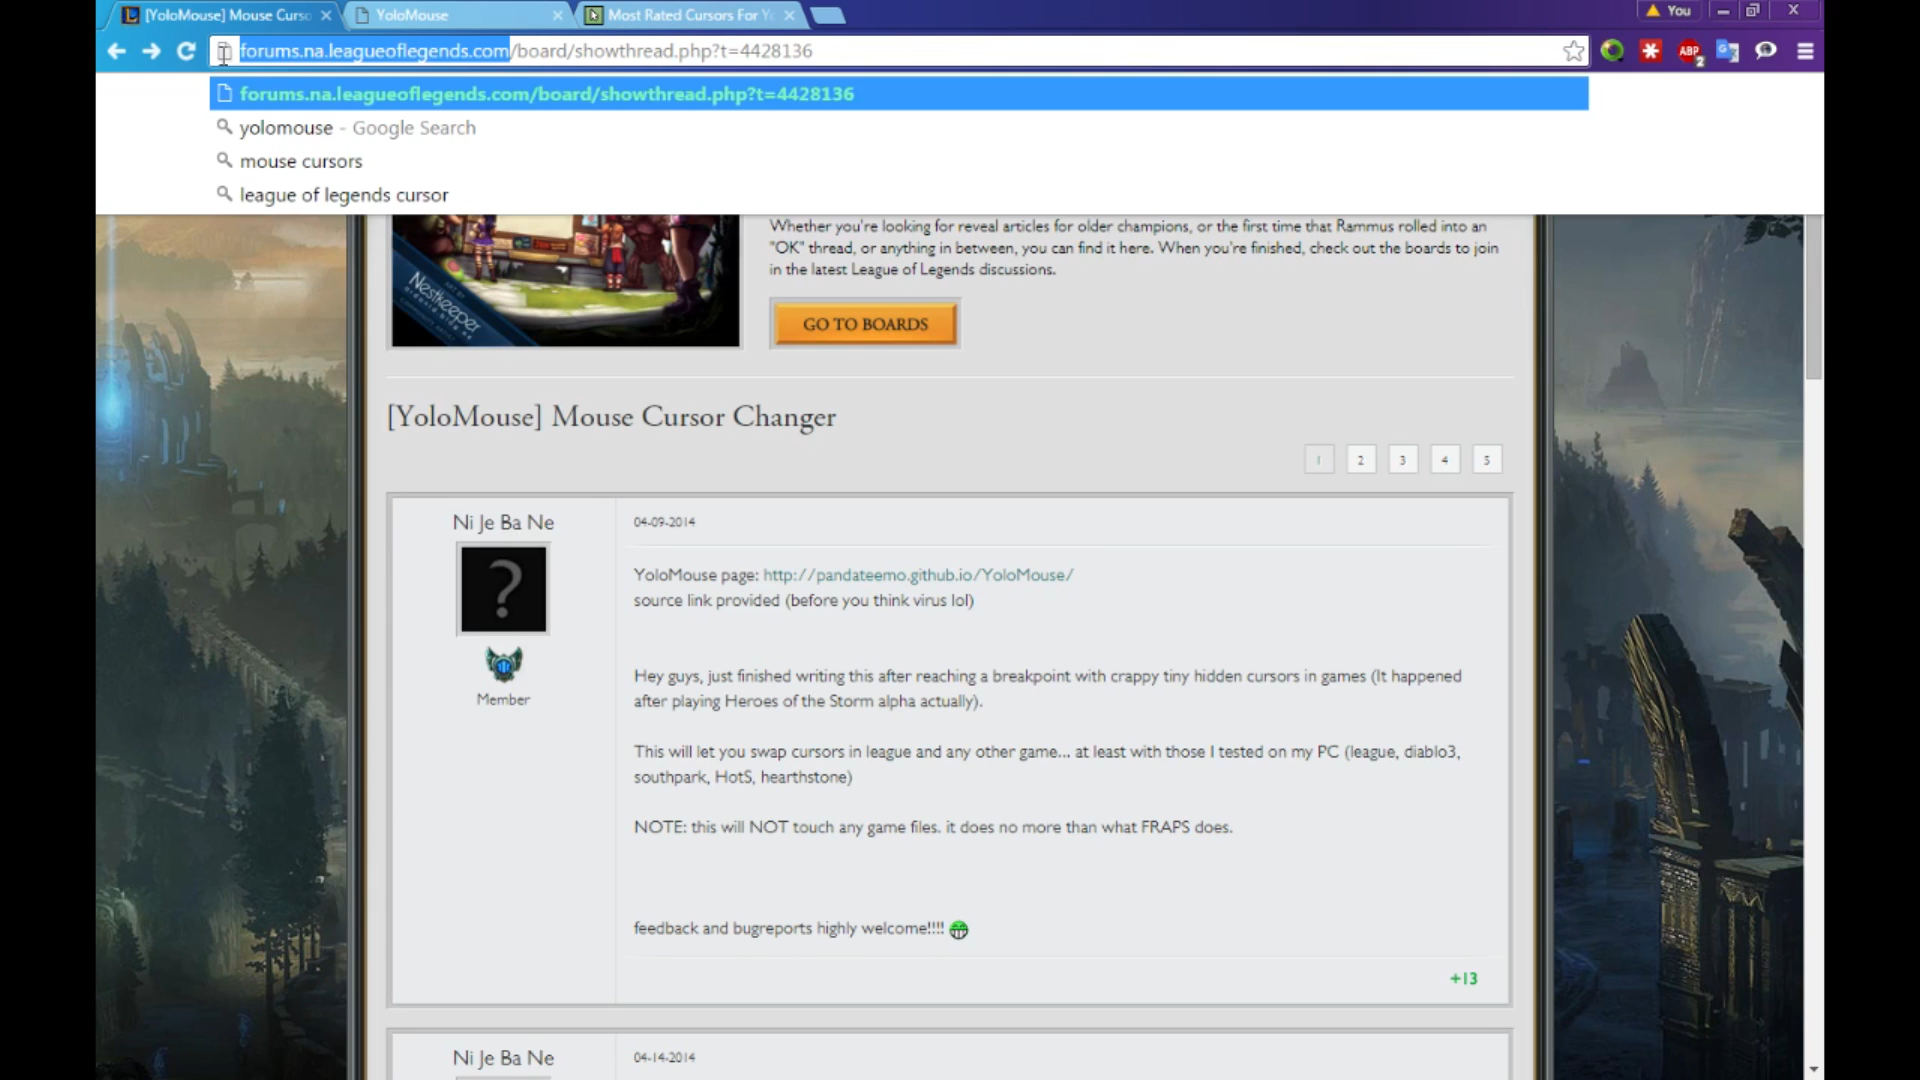 [YoloMouse] Mouse Curso
YoloMouse
Most Rated Cursors For Yo
You
forums.na.leagueoflegends.com/board/showthread.php?t=4428136
ABP
2
forums.na.leagueoflegends.com/board/showthread.php?t=4428136
yolomouse - Google Search
mouse cursors
league of legends cursor
Nestkeeper
Whether you're looking for reveal articles for older champions, or the first time that Rammus rolled into an
"OK" thread, or anything in between, you can find it here. When you're finished, check out the boards to join
in the latest League of Legends discussions.
GO TO BOARDS
[YoloMouse] Mouse Cursor Changer
1 2 3 4 5
Ni Je Ba Ne
04-09-2014
Member
YoloMouse page: http://pandateemo.github.io/YoloMouse/
source link provided (before you think virus lol)
Hey guys, just finished writing this after reaching a breakpoint with crappy tiny hidden cursors in games (It happened
after playing Heroes of the Storm alpha actually).
This will let you swap cursors in league and any other game... at least with those I tested on my PC (league, diablo3,
southpark, HotS, hearthstone)
NOTE: this will NOT touch any game files. it does no more than what FRAPS does.
feedback and bugreports highly welcome!!!!
+13
Ni Je Ba Ne
04-14-2014